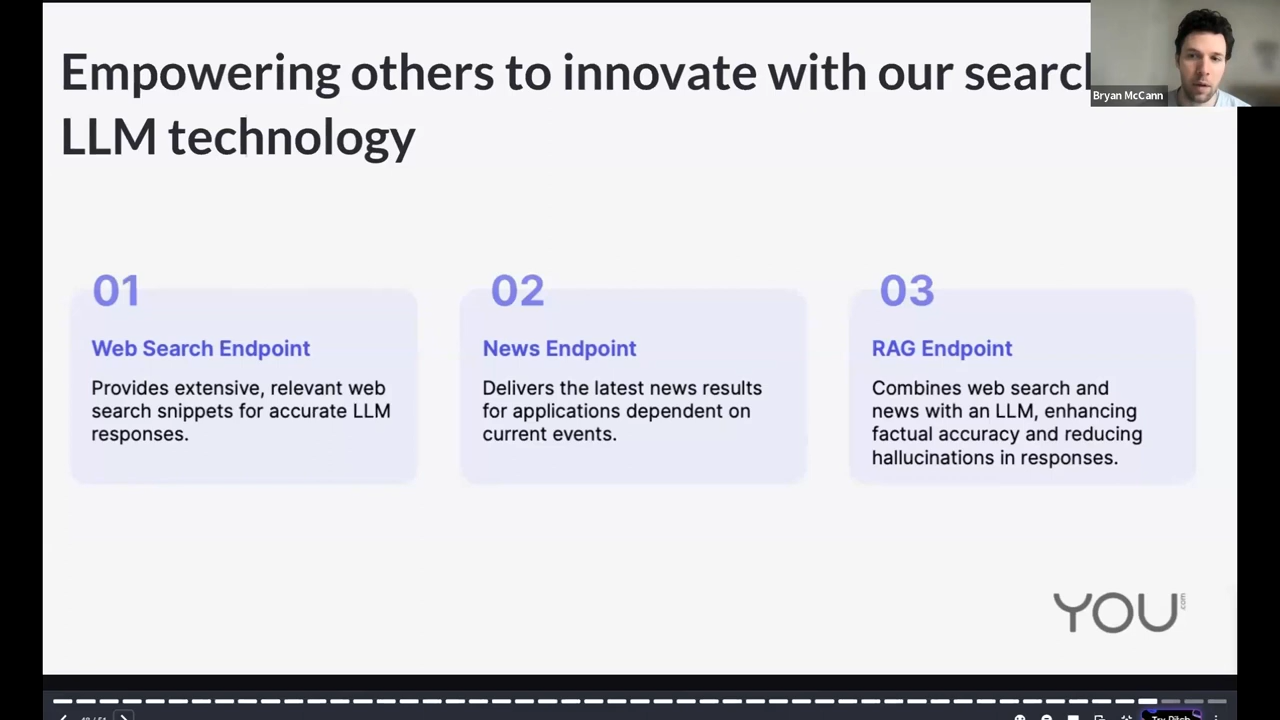 Empowering others to innovate with our search
LLM technology
Bryan McCann
01
Web Search Endpoint
Provides extensive, relevant web
search snippets for accurate LLM
responses.
02
News Endpoint
Delivers the latest news results
for applications dependent on
current events.
03
RAG Endpoint
Combines web search and
news with an LLM, enhancing
factual accuracy and reducing
hallucinations in responses.
YOU.com
Try Pitch